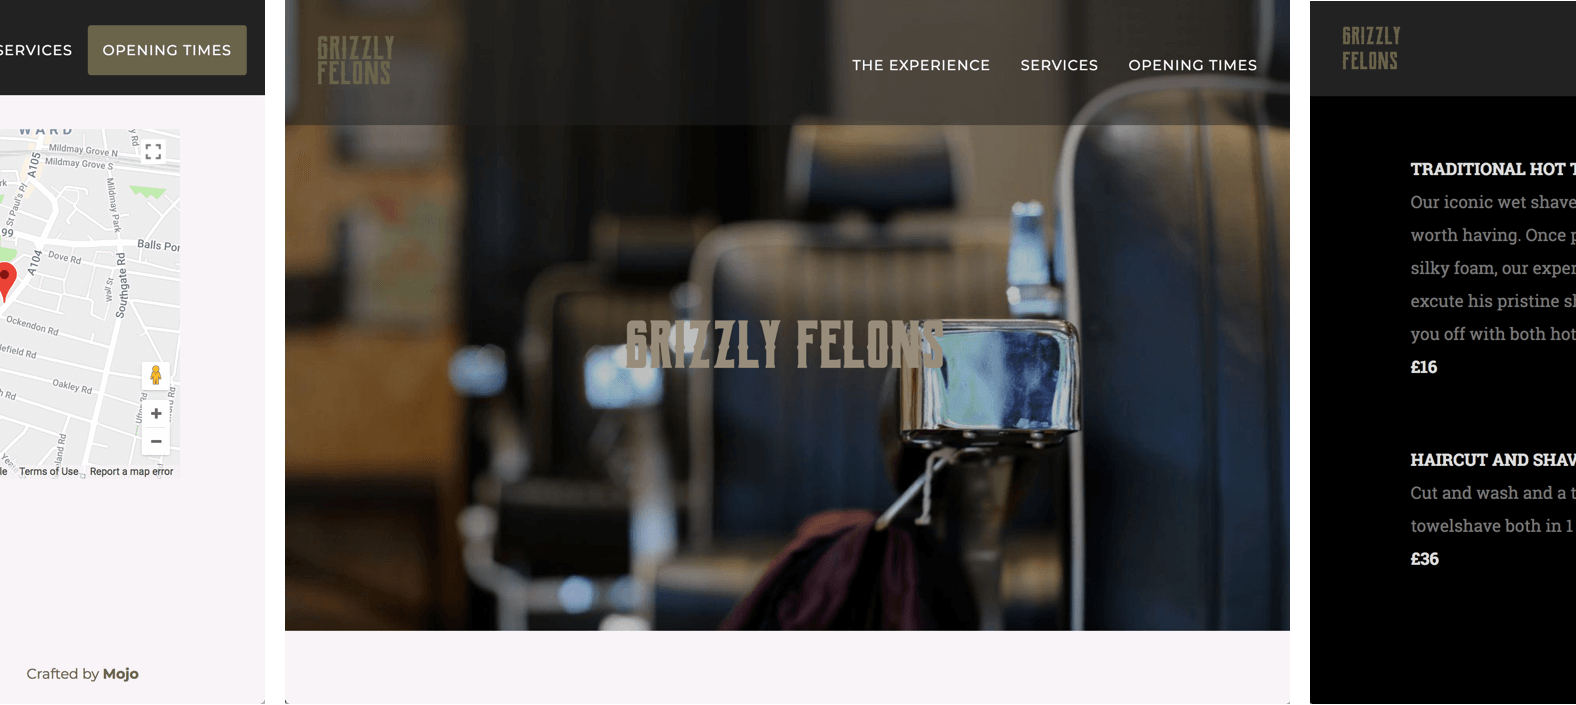 SERVICES
OPENING TIMES
WARD
Mildmay Grove N
Mildmay Grove S
A105
St Paul's Pl
Mildmay Park
99
Balls Por
A104
Dove Rd
Wall St
Southgate Rd
Ockendon Rd
efield Rd
Oakley Rd
h Rd
land Rd
le
Terms of Use
Report a map error
Crafted by Mojo
GRIZZLY
FELONS
THE EXPERIENCE
SERVICES
OPENING TIMES
GRIZZLY FELONS
GRIZZLY
FELONS
TRADITIONAL HOT T
Our iconic wet shave
worth having. Once p
silky foam, our exper
excute his pristine sl
you off with both hot
£16
HAIRCUT AND SHAV
Cut and wash and a t
towelshave both in 1
£36